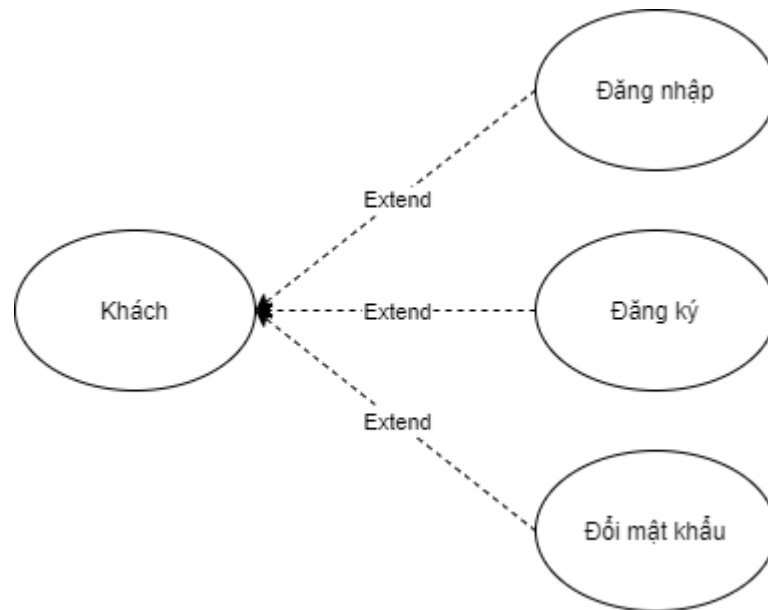 Đăng nhập
Extend
Khách
Extend
Đăng ký
Extend
Đổi mật khẩu